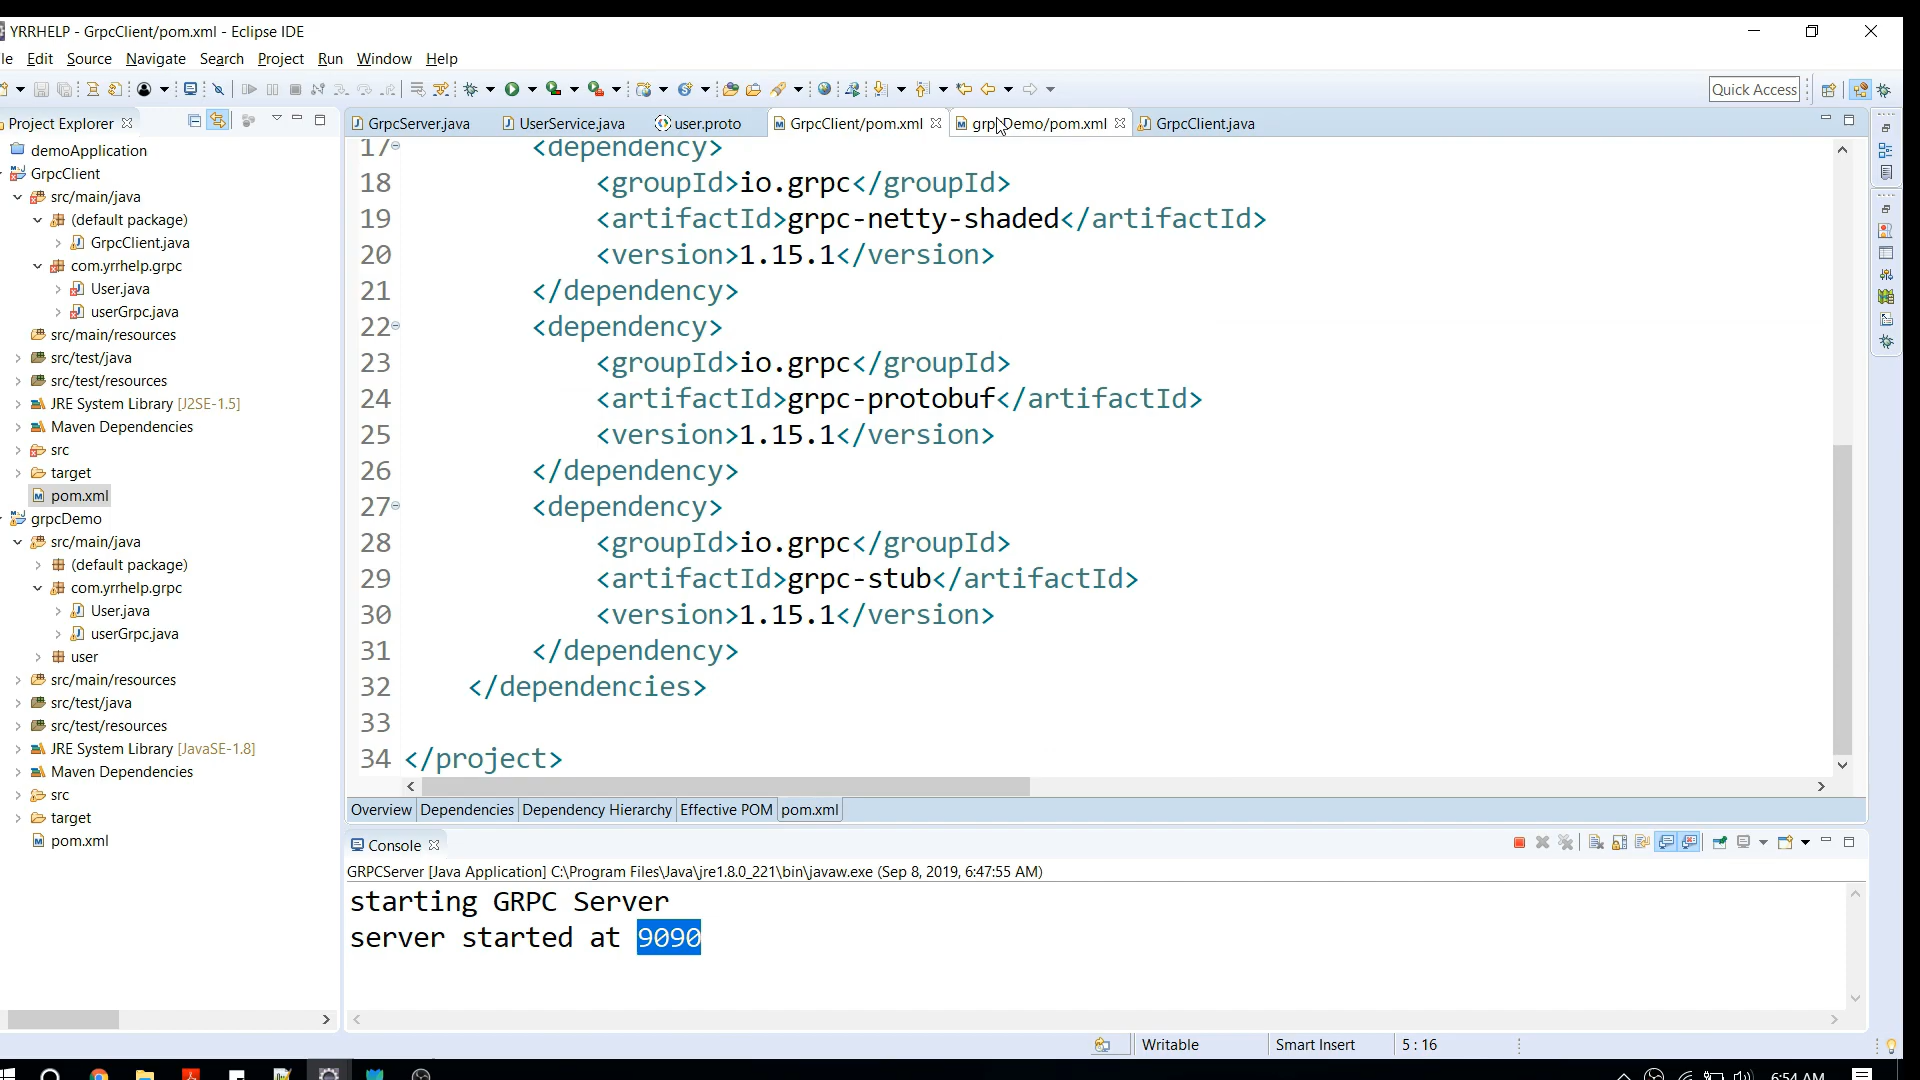 YRRHELP - GrpcClient/pom.xml - Eclipse IDE
le Edit Source Navigate Search Project Run Window Help
Quick Access
Project Explorer
GrpcServer.java UserService.java user.proto GrpcClient/pom.xml grpcDemo/pom.xml GrpcClient.java
demoApplication
GrpcClient
src/main/java
(default package)
GrpcClient.java
com.yrrhelp.grpc
User.java
userGrpc.java
src/main/resources
src/test/java
src/test/resources
JRE System Library [J2SE-1.5]
Maven Dependencies
src
target
pom.xml
grpcDemo
src/main/java
(default package)
com.yrrhelp.grpc
User.java
userGrpc.java
user
src/main/resources
src/test/java
src/test/resources
JRE System Library [JavaSE-1.8]
Maven Dependencies
src
target
pom.xml
17 <dependency>
18 <groupId>io.grpc</groupId>
19 <artifactId>grpc-netty-shaded</artifactId>
20 <version>1.15.1</version>
21 </dependency>
22 <dependency>
23 <groupId>io.grpc</groupId>
24 <artifactId>grpc-protobuf</artifactId>
25 <version>1.15.1</version>
26 </dependency>
27 <dependency>
28 <groupId>io.grpc</groupId>
29 <artifactId>grpc-stub</artifactId>
30 <version>1.15.1</version>
31 </dependency>
32 </dependencies>
33
34 </project>
Overview Dependencies Dependency Hierarchy Effective POM pom.xml
Console
GRPCServer [Java Application] C:\Program Files\Java\jre1.8.0_221\bin\javaw.exe (Sep 8, 2019, 6:47:55 AM)
starting GRPC Server
server started at 9090
Writable Smart Insert 5 : 16
6:54 AM